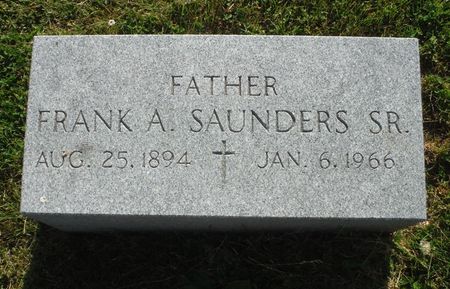 FATHER
FRANK A. SAUNDERS SR.
AUG. 25, 1894 † JAN. 6, 1966